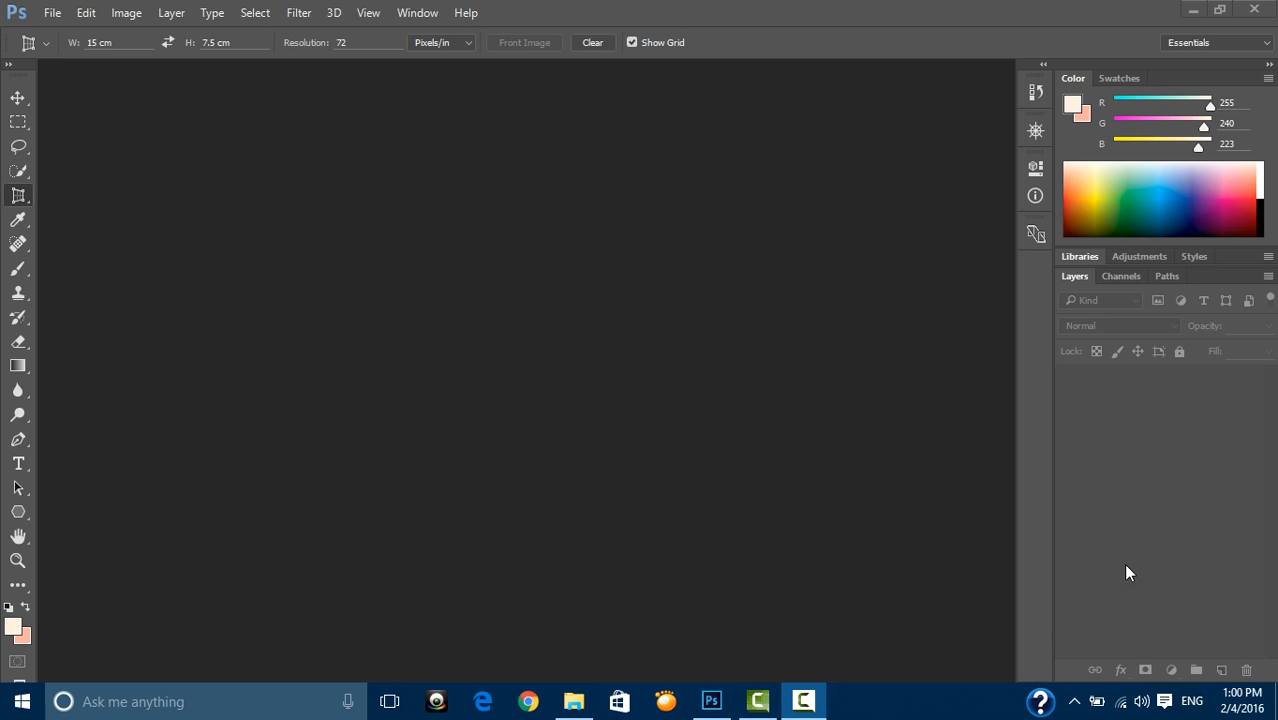 Ps File Edit Image Layer Type Select Filter 3D View Window Help
W: 15 cm H: 7.5 cm Resolution: 72 Pixels/in Front Image Clear Show Grid Essentials
Color Swatches
R 255
G 240
B 223
Libraries Adjustments Styles
Layers Channels Paths
Kind
Normal Opacity:
Lock: Fill:
Ask me anything Ps ENG 1:00 PM
2/4/2016